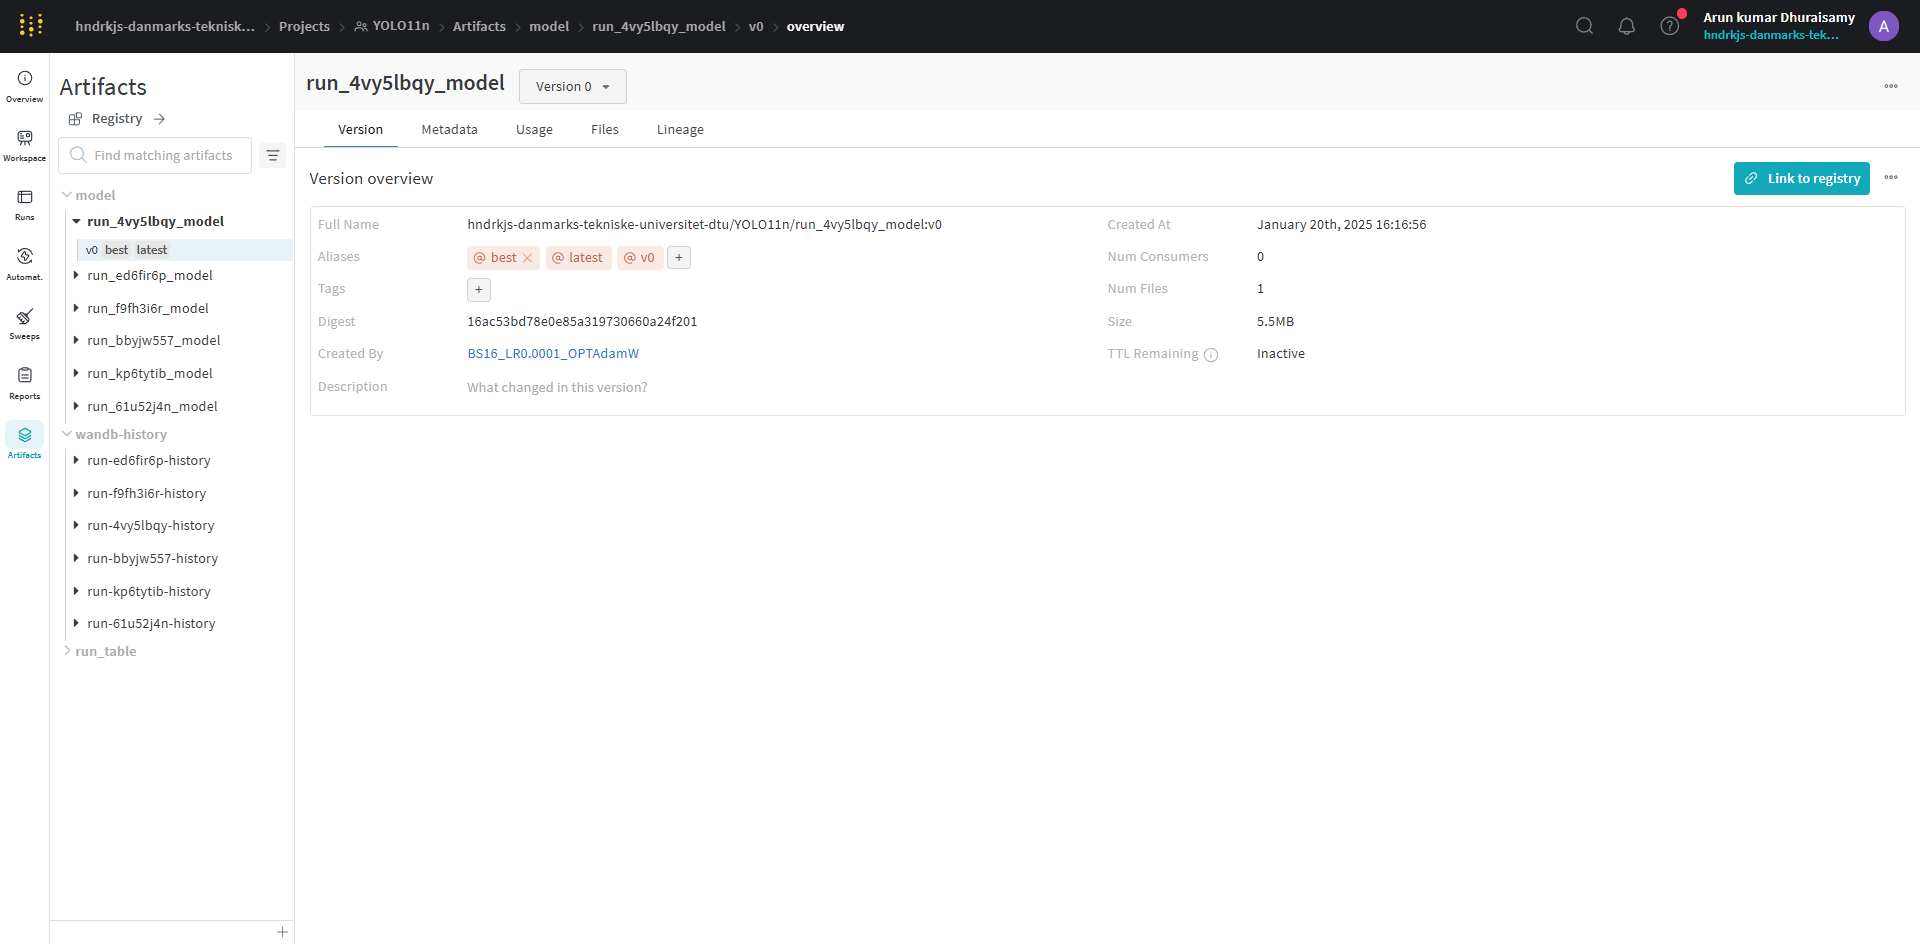 hndrkjs-danmarks-teknisk... > Projects > YOLO11n > Artifacts > model > run_4vy5lbqy_model > v0 > overview
Arun kumar Dhuraisamy
hndrkjs-danmarks-tek...
A
Overview
Workspace
Runs
Automat.
Sweeps
Reports
Artifacts
Artifacts
Registry →
Find matching artifacts
model
run_4vy5lbqy_model
v0 best latest
run_ed6fir6p_model
run_f9fh3i6r_model
run_bbyjw557_model
run_kp6tytib_model
run_61u52j4n_model
wandb-history
run-ed6fir6p-history
run-f9fh3i6r-history
run-4vy5lbqy-history
run-bbyjw557-history
run-kp6tytib-history
run-61u52j4n-history
run_table
run_4vy5lbqy_model Version 0
Version Metadata Usage Files Lineage
Version overview
Link to registry
Full Name hndrkjs-danmarks-tekniske-universitet-dtu/YOLO11n/run_4vy5lbqy_model:v0
Aliases @ best @ latest @ v0 +
Tags +
Digest 16ac53bd78e0e85a319730660a24f201
Created By BS16_LR0.0001_OPTAdamW
Description What changed in this version?
Created At January 20th, 2025 16:16:56
Num Consumers 0
Num Files 1
Size 5.5MB
TTL Remaining Inactive